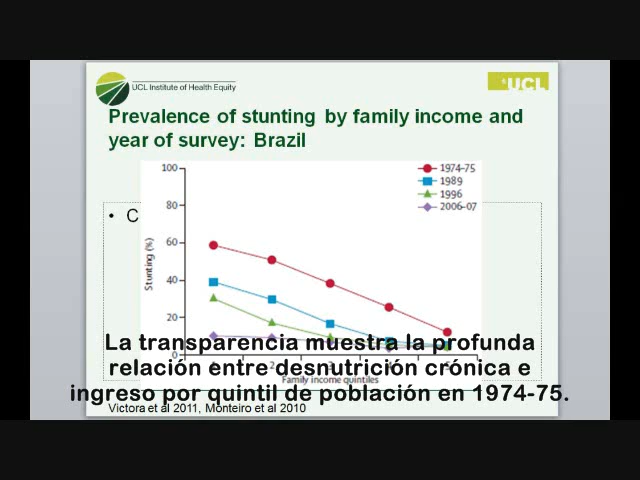 UCL Institute of Health Equity
UCL
Prevalence of stunting by family income and
year of survey: Brazil
• C
100
80
60
40
20
0
Stunting (%)
1974-75
1989
1996
2006-07
2
3
Family income quintiles
La transparencia muestra la profunda
relación entre desnutrición crónica e
ingreso por quintil de población en 1974-75.
Victora et al 2011, Monteiro et al 2010